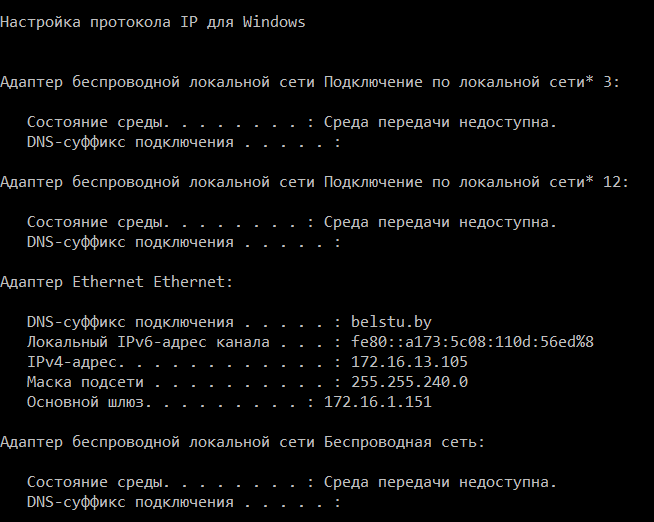 Настройка протокола IP для Windows
Адаптер беспроводной локальной сети Подключение по локальной сети* 3:
Состояние среды. . . . . . . . : Среда передачи недоступна.
DNS-суффикс подключения . . . . . :
Адаптер беспроводной локальной сети Подключение по локальной сети* 12:
Состояние среды. . . . . . . . : Среда передачи недоступна.
DNS-суффикс подключения . . . . . :
Адаптер Ethernet Ethernet:
DNS-суффикс подключения . . . . . : belstu.by
Локальный IPv6-адрес канала . . . : fe80::a173:5c08:110d:56ed%8
IPv4-адрес. . . . . . . . . . . . : 172.16.13.105
Маска подсети . . . . . . . . . . : 255.255.240.0
Основной шлюз. . . . . . . . . : 172.16.1.151
Адаптер беспроводной локальной сети Беспроводная сеть:
Состояние среды. . . . . . . . : Среда передачи недоступна.
DNS-суффикс подключения . . . . . :